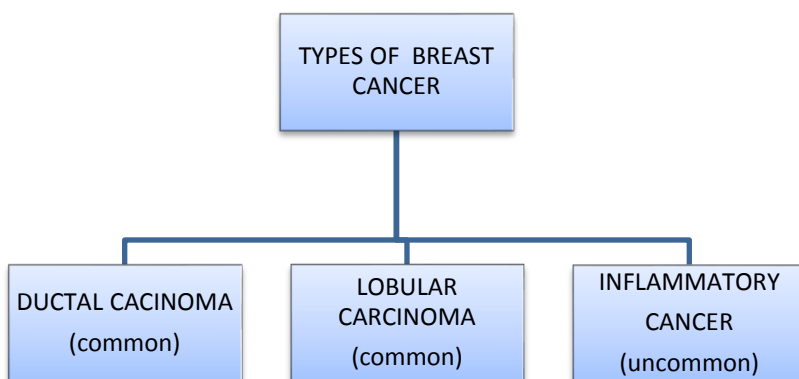 TYPES OF BREAST
CANCER
DUCTAL CACINOMA
(common)
LOBULAR
CARCINOMA
(common)
INFLAMMATORY
CANCER
(uncommon)